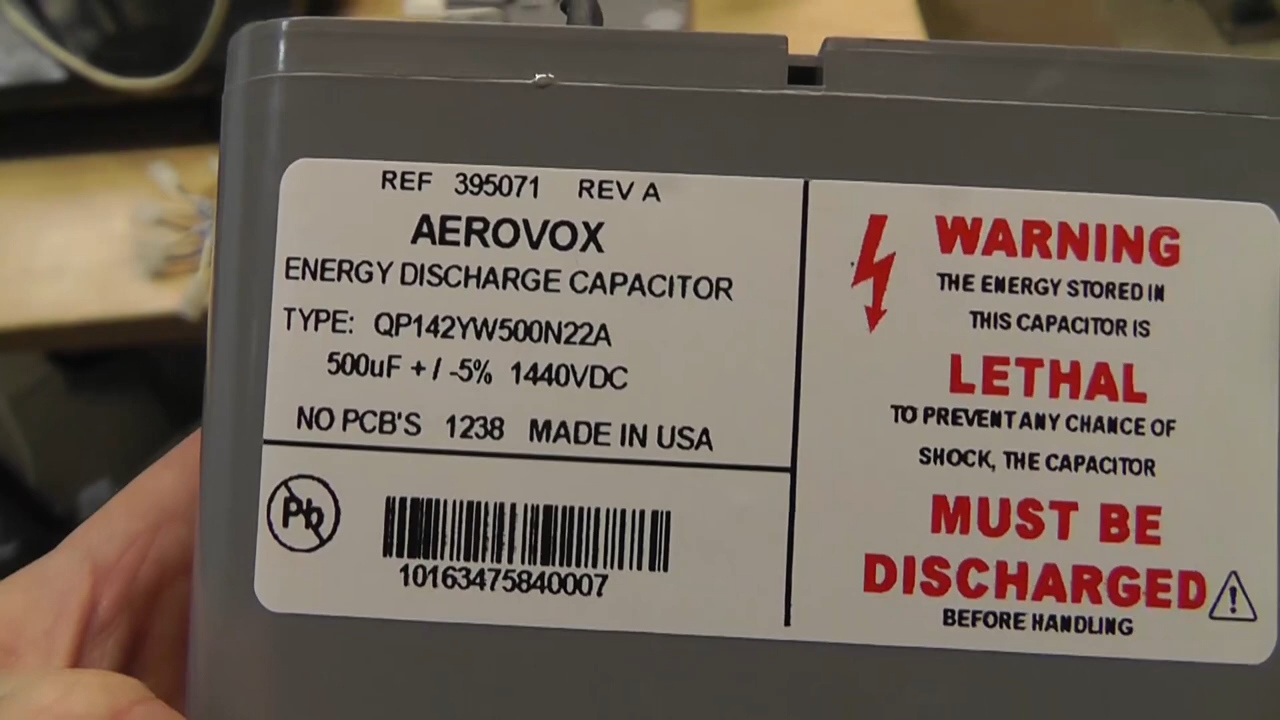 REF 395071 REV A
AEROVOX
ENERGY DISCHARGE CAPACITOR
TYPE: QP142YW500N22A
500uF + / -5% 1440VDC
NO PCB'S 1238 MADE IN USA
Pb
10163475840007
WARNING
THE ENERGY STORED IN
THIS CAPACITOR IS
LETHAL
TO PREVENT ANY CHANCE OF
SHOCK, THE CAPACITOR
MUST BE
DISCHARGED
BEFORE HANDLING